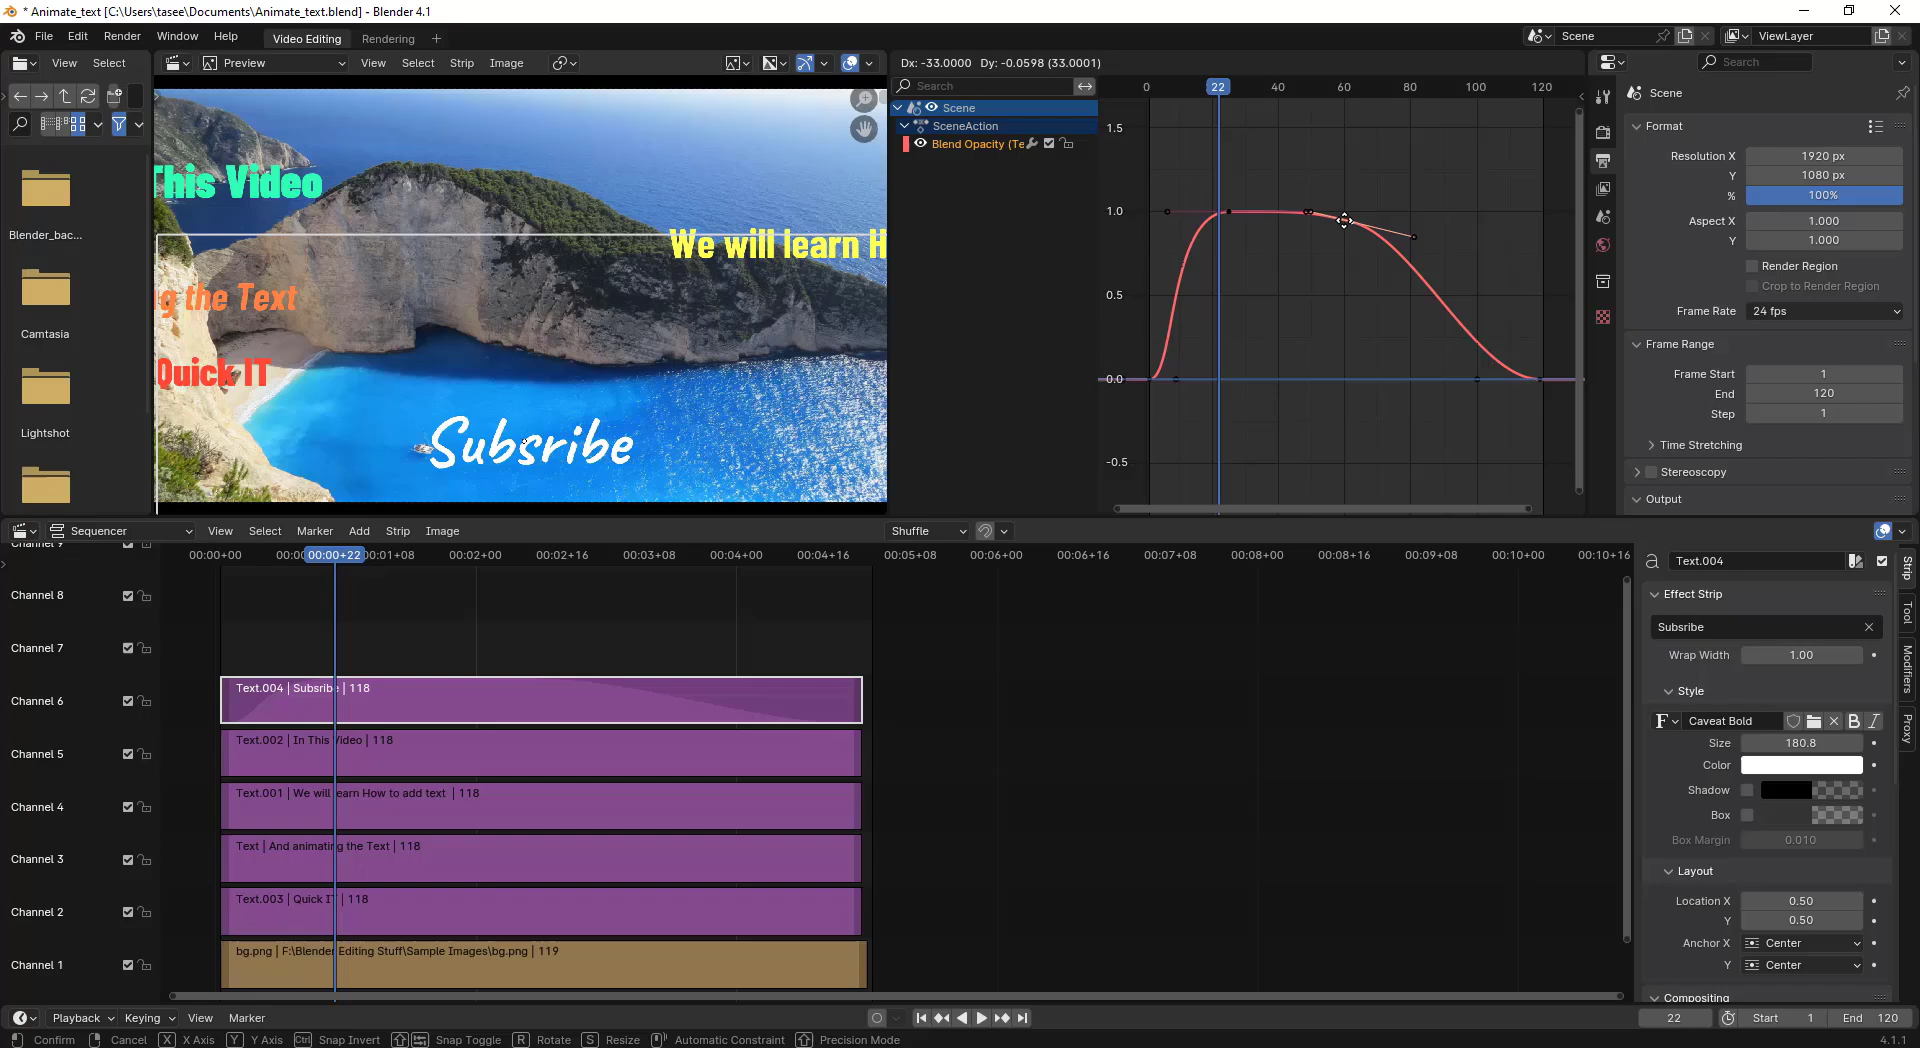 * Animate_text [C:\Users\tasee\Documents\Animate_text.blend] - Blender 4.1
File Edit Render Window Help Video Editing Rendering + Scene ViewLayer
View Select Preview View Select Strip Image Dx: -33.0000 Dy: -0.0598 (33.0001) Search
Search 0 22 40 60 80 100 120 Scene
Scene
SceneAction
Blend Opacity (Te
1.5
1.0
0.5
0.0
-0.5
Blender_bac...
Camtasia
Lightshot
This Video
We will learn H
g the Text
Quick IT
Subsribe
Format
Resolution X 1920 px
Y 1080 px
% 100%
Aspect X 1.000
Y 1.000
Render Region
Crop to Render Region
Frame Rate 24 fps
Frame Range
Frame Start 1
End 120
Step 1
Time Stretching
Stereoscopy
Output
Sequencer View Select Marker Add Strip Image Shuffle
00:00+00 00:00+22 00:01+08 00:02+00 00:02+16 00:03+08 00:04+00 00:04+16 00:05+08 00:06+00 00:06+16 00:07+08 00:08+00 00:08+16 00:09+08 00:10+00 00:10+16
Channel 9
Channel 8
Channel 7
Channel 6 Text.004 | Subsribe | 118
Channel 5 Text.002 | In This Video | 118
Channel 4 Text.001 | We will learn How to add text | 118
Channel 3 Text | And animating the Text | 118
Channel 2 Text.003 | Quick IT | 118
Channel 1 bg.png | F:\Blender Editing Stuff\Sample Images\bg.png | 119
Text.004
Effect Strip
Subsribe
Wrap Width 1.00
Style
F Caveat Bold B I
Size 180.8
Color
Shadow
Box
Box Margin 0.010
Layout
Location X 0.50
Y 0.50
Anchor X Center
Y Center
Compositing
Strip
Tool
Modifiers
Proxy
Playback Keying View Marker 22 Start 1 End 120
Confirm Cancel X X Axis Y Y Axis Ctrl Snap Invert Snap Toggle R Rotate S Resize Automatic Constraint Precision Mode 4.1.1